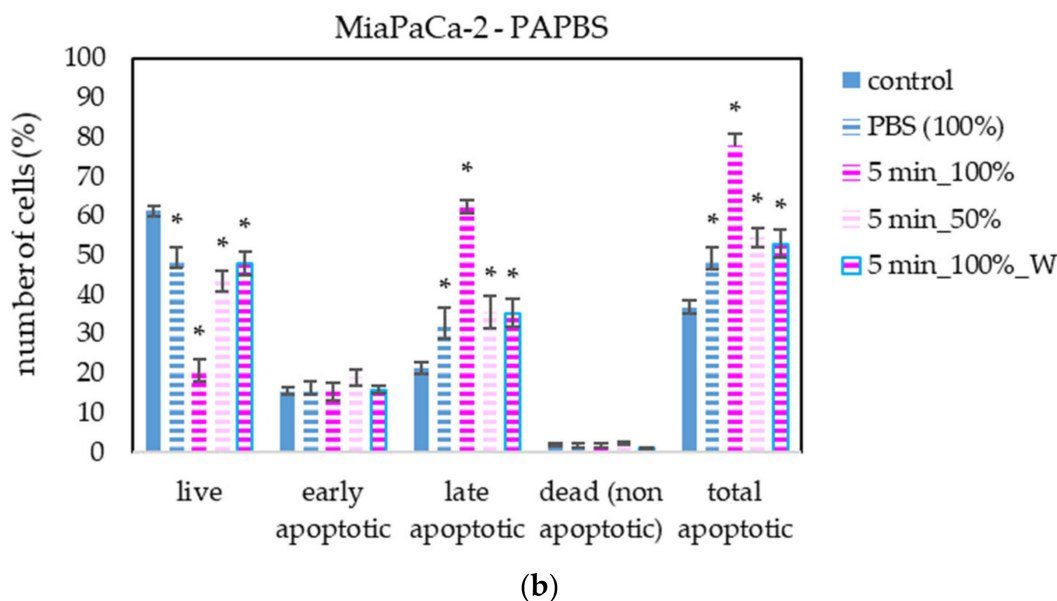 MiaPaCa-2 - PAPBS
number of cells (%)
100
90
80
70
60
50
40
30
20
10
0
* * * *
* * * *
* * * *
live
early
apoptotic
late
apoptotic
dead (non
apoptotic)
total
apoptotic
control
PBS (100%)
5 min_100%
5 min_50%
5 min_100%_W
(b)